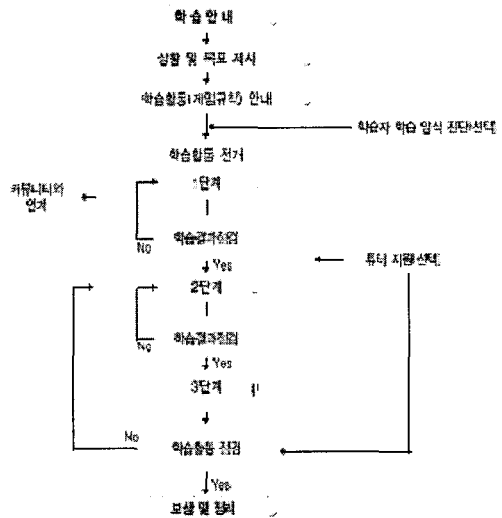 학습 안내
상황 및 목표 제시
학습활동(게임규칙) 안내
학습자 학습 양식 진단(선택)
학습활동 전개
1단계
커뮤니티와
연계
학습결과점검
No
Yes
튜터 지원(선택)
2단계
학습결과점검
No
Yes
3단계
No
학습활동 점검
Yes
보상 및 정리